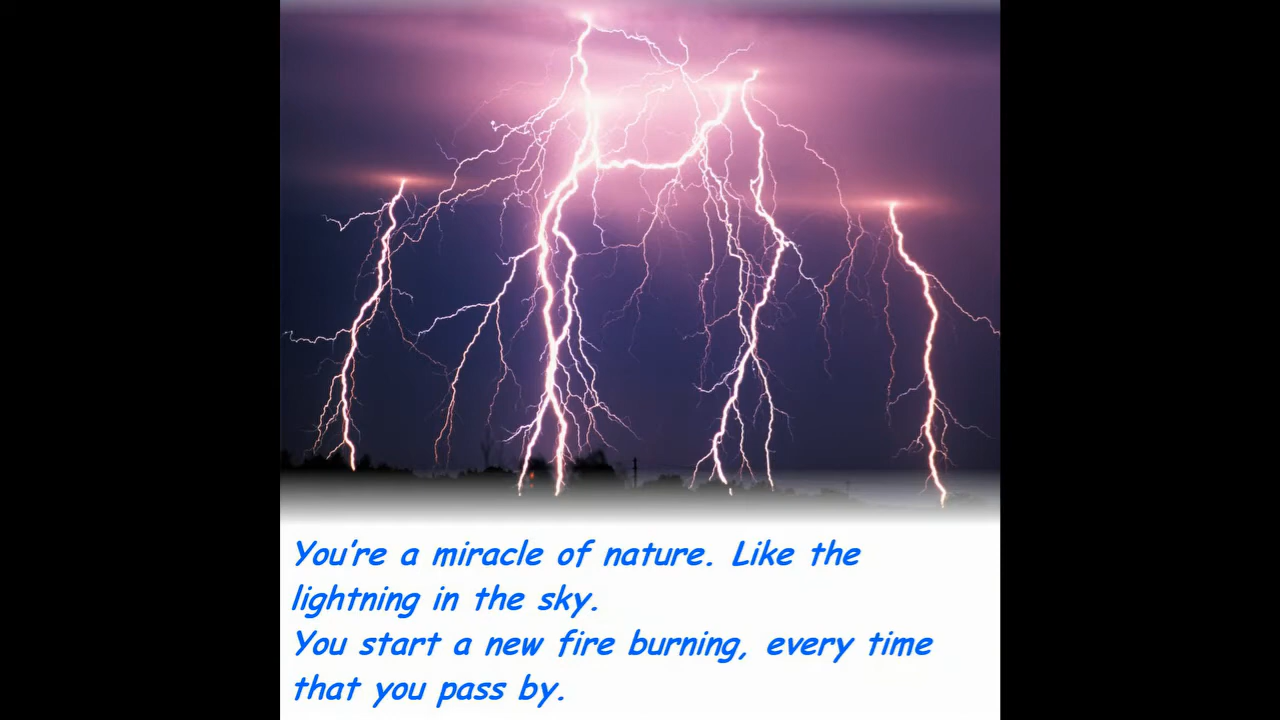 You're a miracle of nature. Like the
lightning in the sky.
You start a new fire burning, every time
that you pass by.